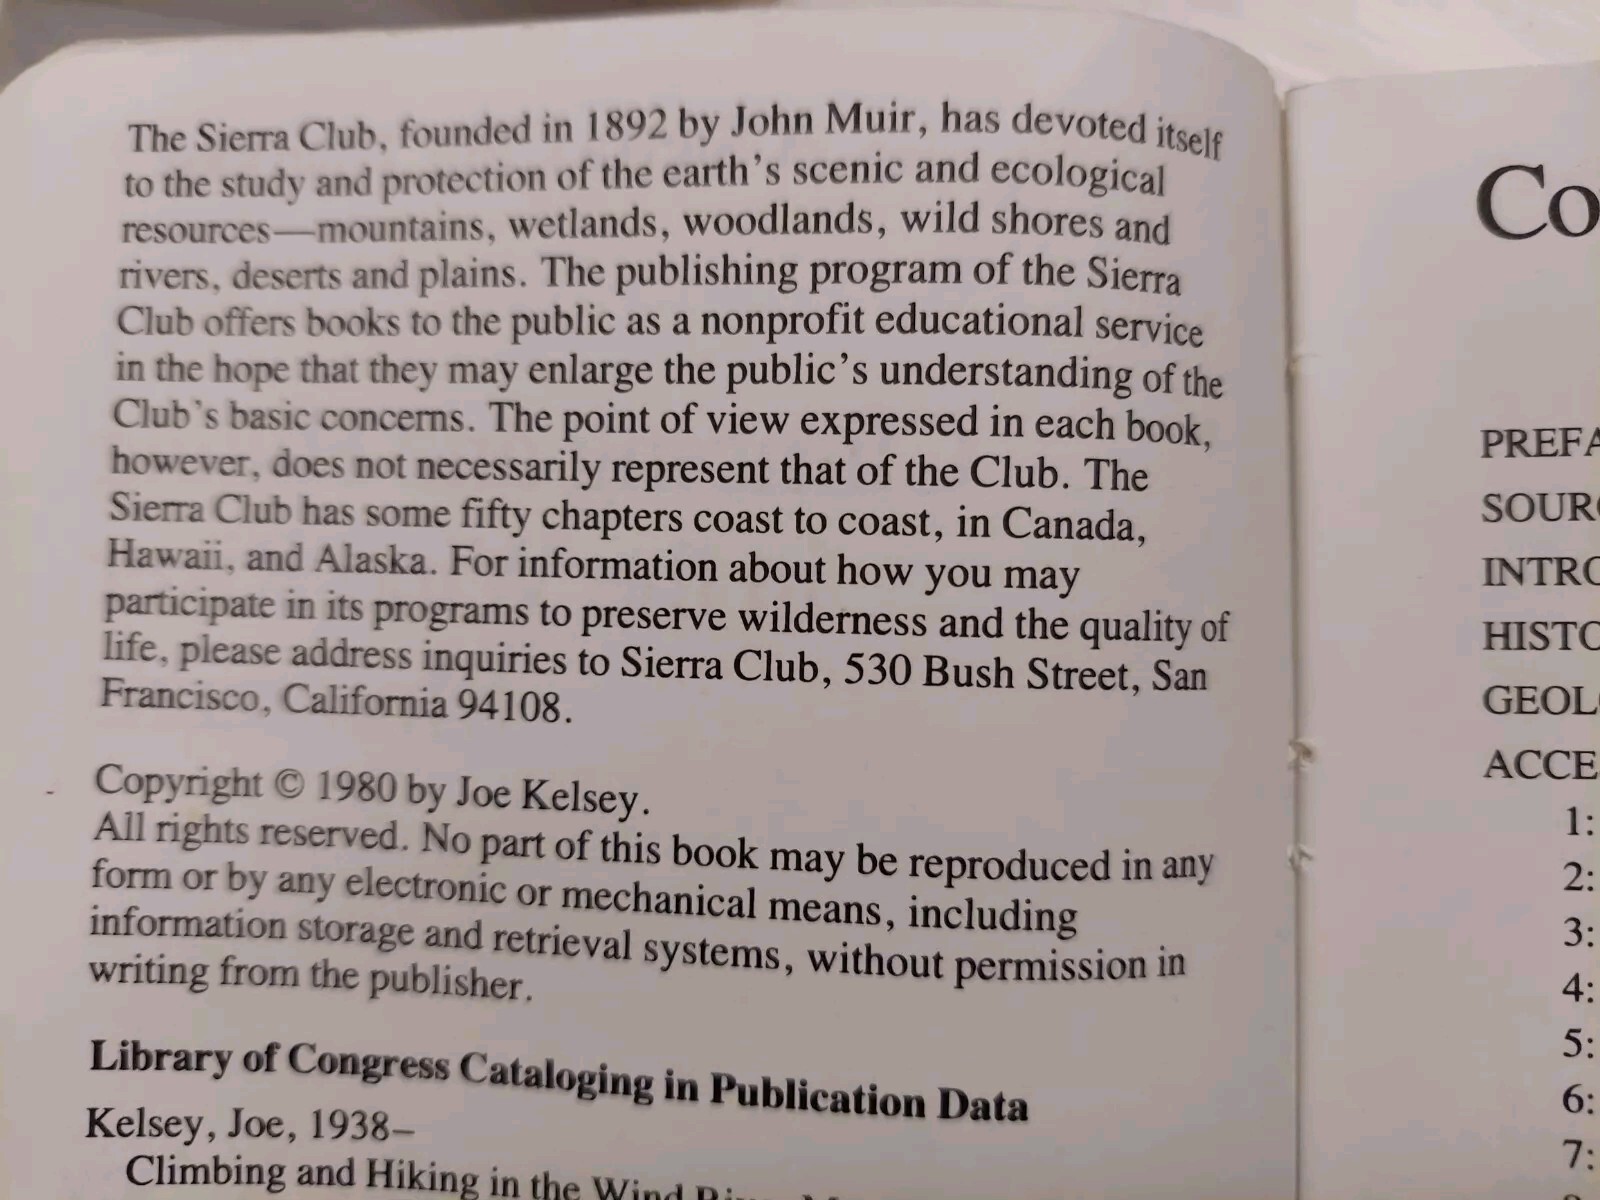 The Sierra Club, founded in 1892 by John Muir, has devoted itself
to the study and protection of the earth's scenic and ecological
resources—mountains, wetlands, woodlands, wild shores and
rivers, deserts and plains. The publishing program of the Sierra
Club offers books to the public as a nonprofit educational service
in the hope that they may enlarge the public's understanding of the
Club's basic concerns. The point of view expressed in each book,
however, does not necessarily represent that of the Club. The
Sierra Club has some fifty chapters coast to coast, in Canada,
Hawaii, and Alaska. For information about how you may
participate in its programs to preserve wilderness and the quality of
life, please address inquiries to Sierra Club, 530 Bush Street, San
Francisco, California 94108.
Copyright © 1980 by Joe Kelsey.
All rights reserved. No part of this book may be reproduced in any
form or by any electronic or mechanical means, including
information storage and retrieval systems, without permission in
writing from the publisher.
Library of Congress Cataloging in Publication Data
Kelsey, Joe, 1938–
Climbing and Hiking in the Wind
Co
PREFA
SOUR
INTRO
HISTO
GEOL
ACCE
1:
2:
3:
4:
5:
6:
7: